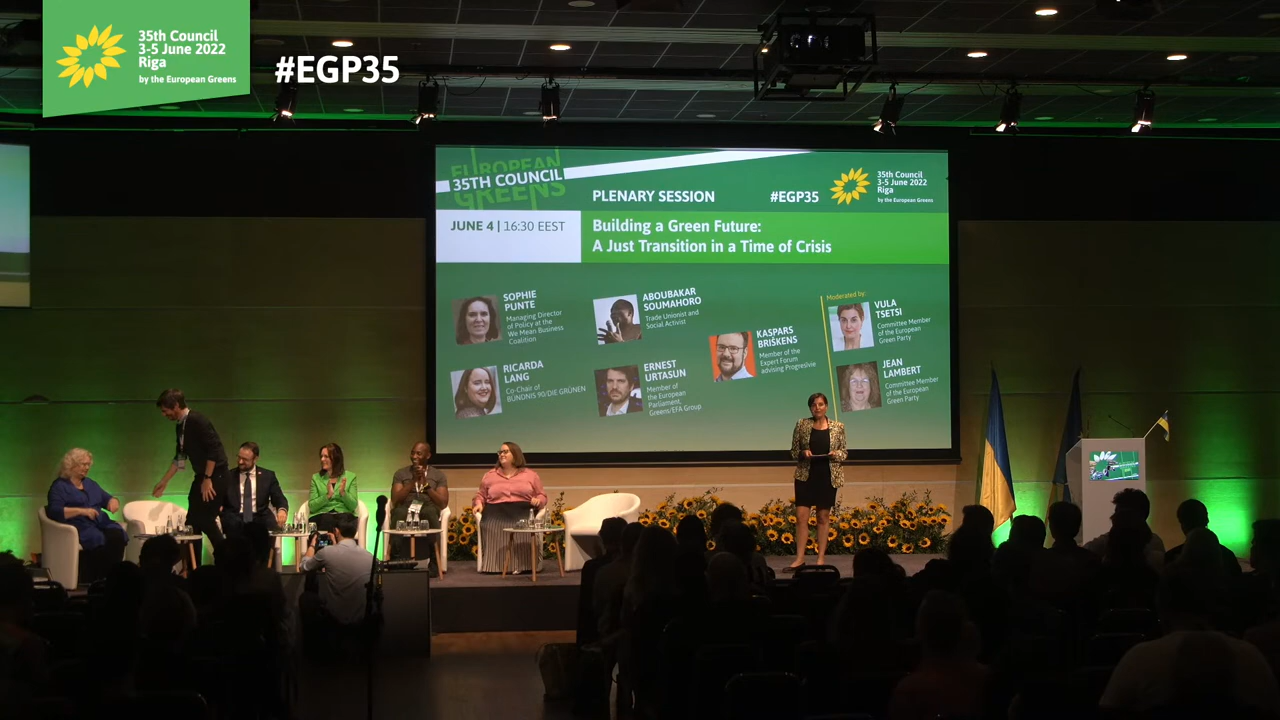 35th Council
3-5 June 2022
Riga
by the European Greens
#EGP35
EUROPEAN
35TH COUNCIL
GREENS
PLENARY SESSION
#EGP35
35th Council
3-5 June 2022
Riga
by the European Greens
JUNE 4 | 16:30 EEST
Building a Green Future:
A Just Transition in a Time of Crisis
SOPHIE
PUNTE
Managing Director
of Policy at the
We Mean Business
Coalition
ABOUBAKAR
SOUMAHORO
Trade Unionist and
Social Activist
KASPARS
BRIŠKENS
Member of the
Expert Forum
advising Progresīvie
RICARDA
LANG
Co-Chair of
BÜNDNIS 90/DIE GRÜNEN
ERNEST
URTASUN
Member of
the European
Parliament,
Greens/EFA Group
Moderated by:
VULA
TSETSI
Committee Member
of the European
Green Party
JEAN
LAMBERT
Committee Member
of the European
Green Party